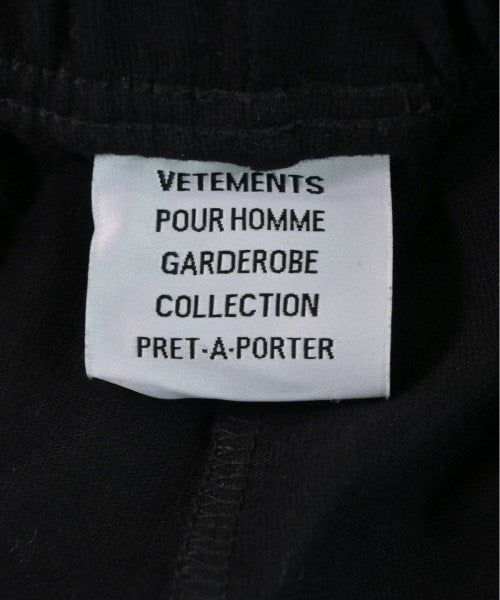 VETEMENTS
POUR HOMME
GARDEROBE
COLLECTION
PRET-A-PORTER